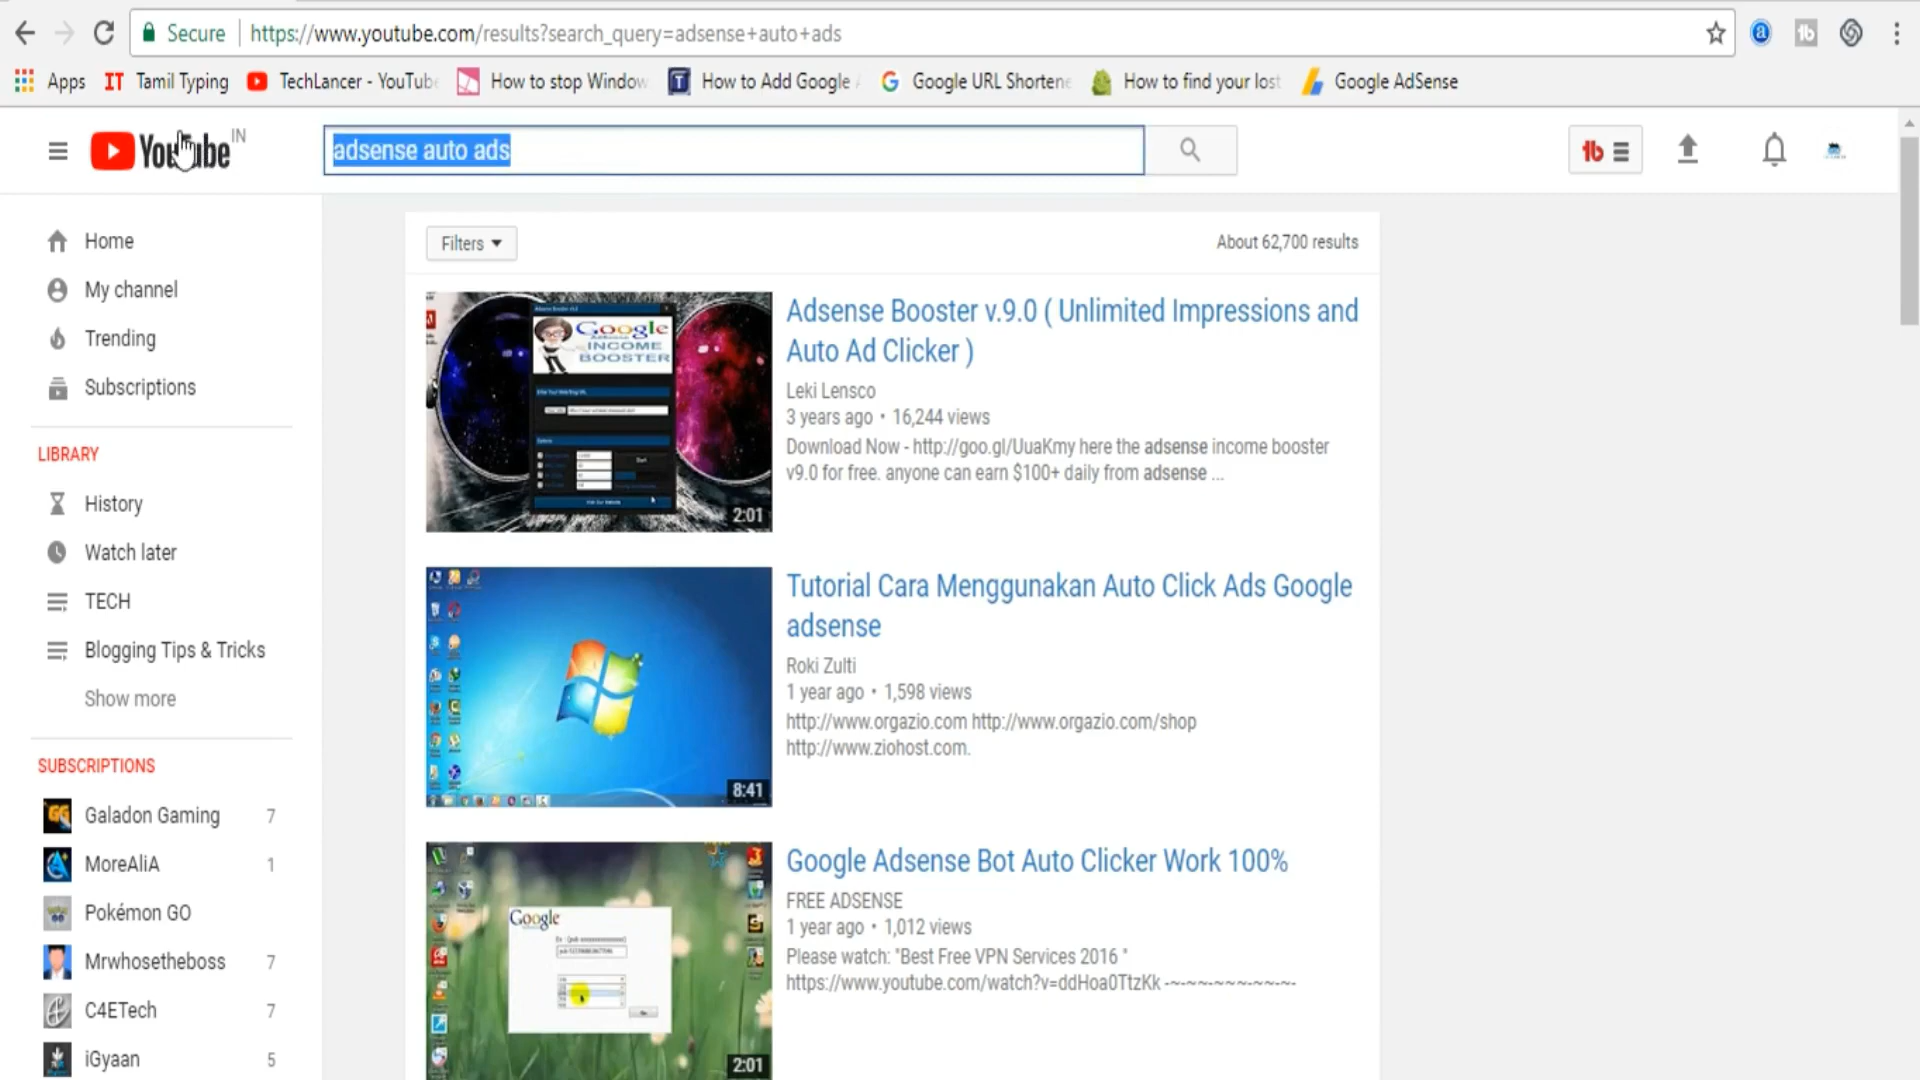 Secure https://www.youtube.com/results?search_query=adsense+auto+ads
Apps
IT Tamil Typing
TechLancer - YouTube
How to stop Window
T How to Add Google
Google URL Shortene
How to find your lost
Google AdSense
YouTube IN
adsense auto ads
Home
My channel
Trending
Subscriptions
LIBRARY
History
Watch later
TECH
Blogging Tips & Tricks
Show more
SUBSCRIPTIONS
Galadon Gaming 7
MoreAliA 1
Pokémon GO
Mrwhosetheboss 7
C4ETech 7
iGyaan 5
Filters
About 62,700 results
Google
INCOME
BOOSTER
2:01
Adsense Booster v.9.0 ( Unlimited Impressions and
Auto Ad Clicker )
Leki Lensco
3 years ago • 16,244 views
Download Now - http://goo.gl/UuaKmy here the adsense income booster
v9.0 for free. anyone can earn $100+ daily from adsense ...
8:41
Tutorial Cara Menggunakan Auto Click Ads Google
adsense
Roki Zulti
1 year ago • 1,598 views
http://www.orgazio.com http://www.orgazio.com/shop
http://www.ziohost.com.
Google
2:01
Google Adsense Bot Auto Clicker Work 100%
FREE ADSENSE
1 year ago • 1,012 views
Please watch: "Best Free VPN Services 2016 "
https://www.youtube.com/watch?v=ddHoa0TtzKk -~-~~-~~~-~~-~-